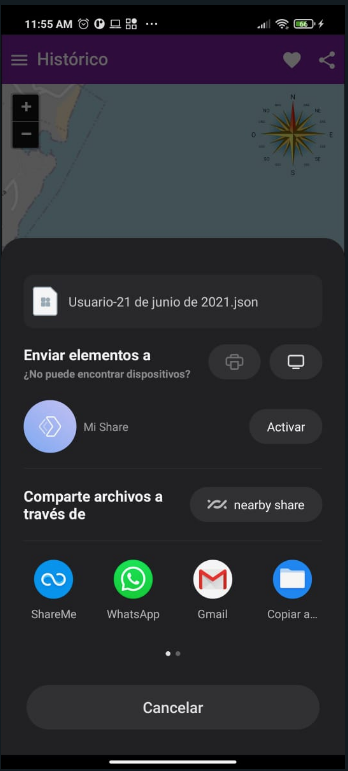 11:55 AM
66
Histórico
+
−
N
O
E
S
Usuario-21 de junio de 2021.json
Enviar elementos a
¿No puede encontrar dispositivos?
Mi Share
Activar
Comparte archivos a
través de
nearby share
ShareMe
WhatsApp
Gmail
Copiar a...
Cancelar